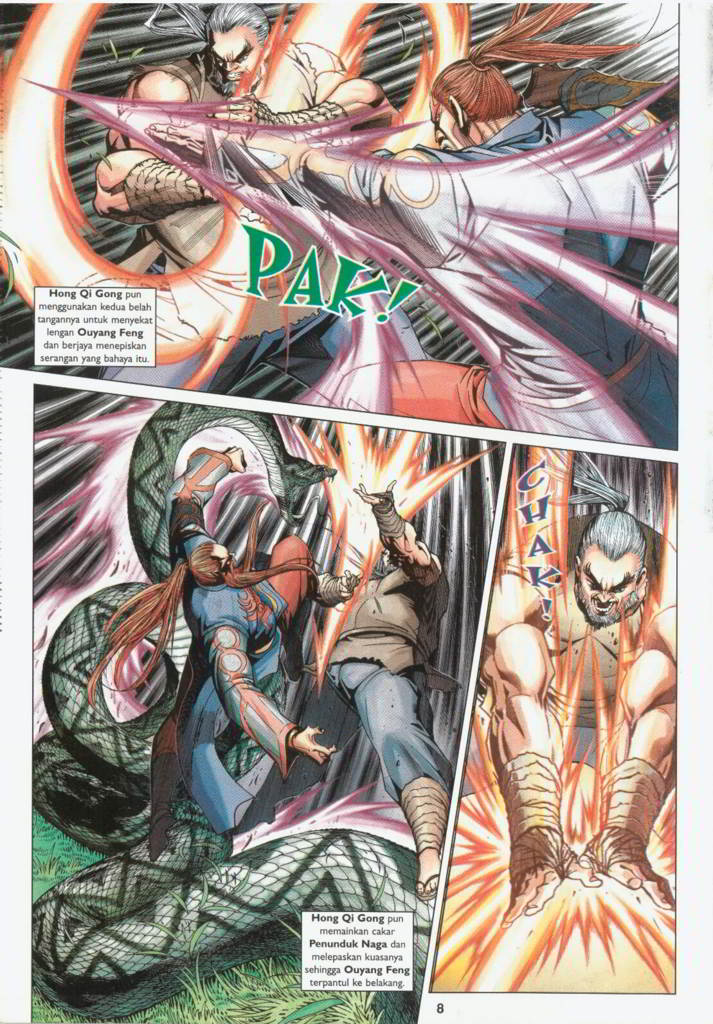 PAK!
Hong Qi Gong pun
menggunakan kedua belah
tangannya untuk menyekat
lengan Ouyang Feng
dan berjaya menepiskan
serangan yang bahaya itu.
CHAK!
Hong Qi Gong pun
memainkan cakar
Penunduk Naga dan
melepaskan kuasanya
sehingga Ouyang Feng
terpantul ke belakang.
8